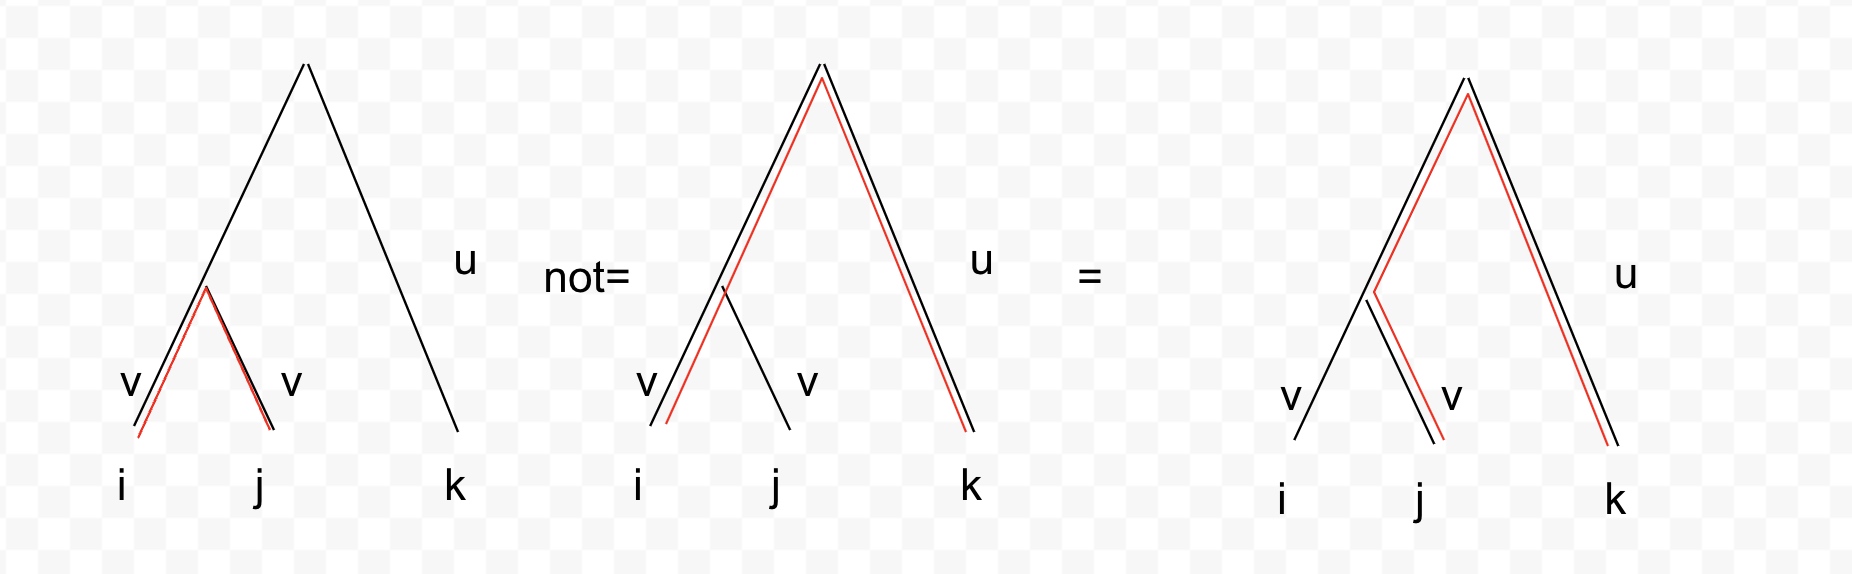 u not= u = u
v v v v v v
i j k i j k i j k